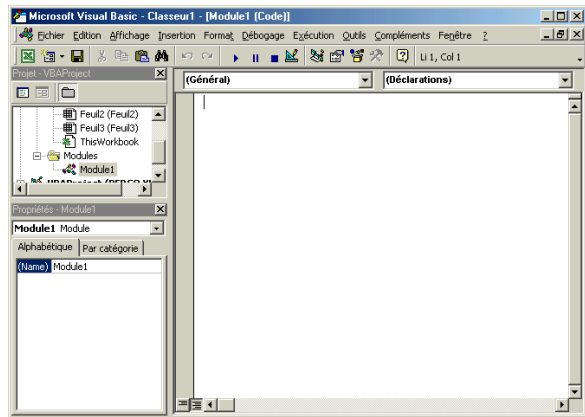 Microsoft Visual Basic - Classeur1 - [Module1 (Code)]
Fichier Edition Affichage Insertion Format Débogage Exécution Outils Compléments Fenêtre ?
Li 1, Col 1
Projet - VBAProject
(Général)
(Déclarations)
Feuil2 (Feuil2)
Feuil3 (Feuil3)
ThisWorkbook
Modules
Module1
Propriétés - Module1
Module1 Module
Alphabétique
Par catégorie
(Name) Module1